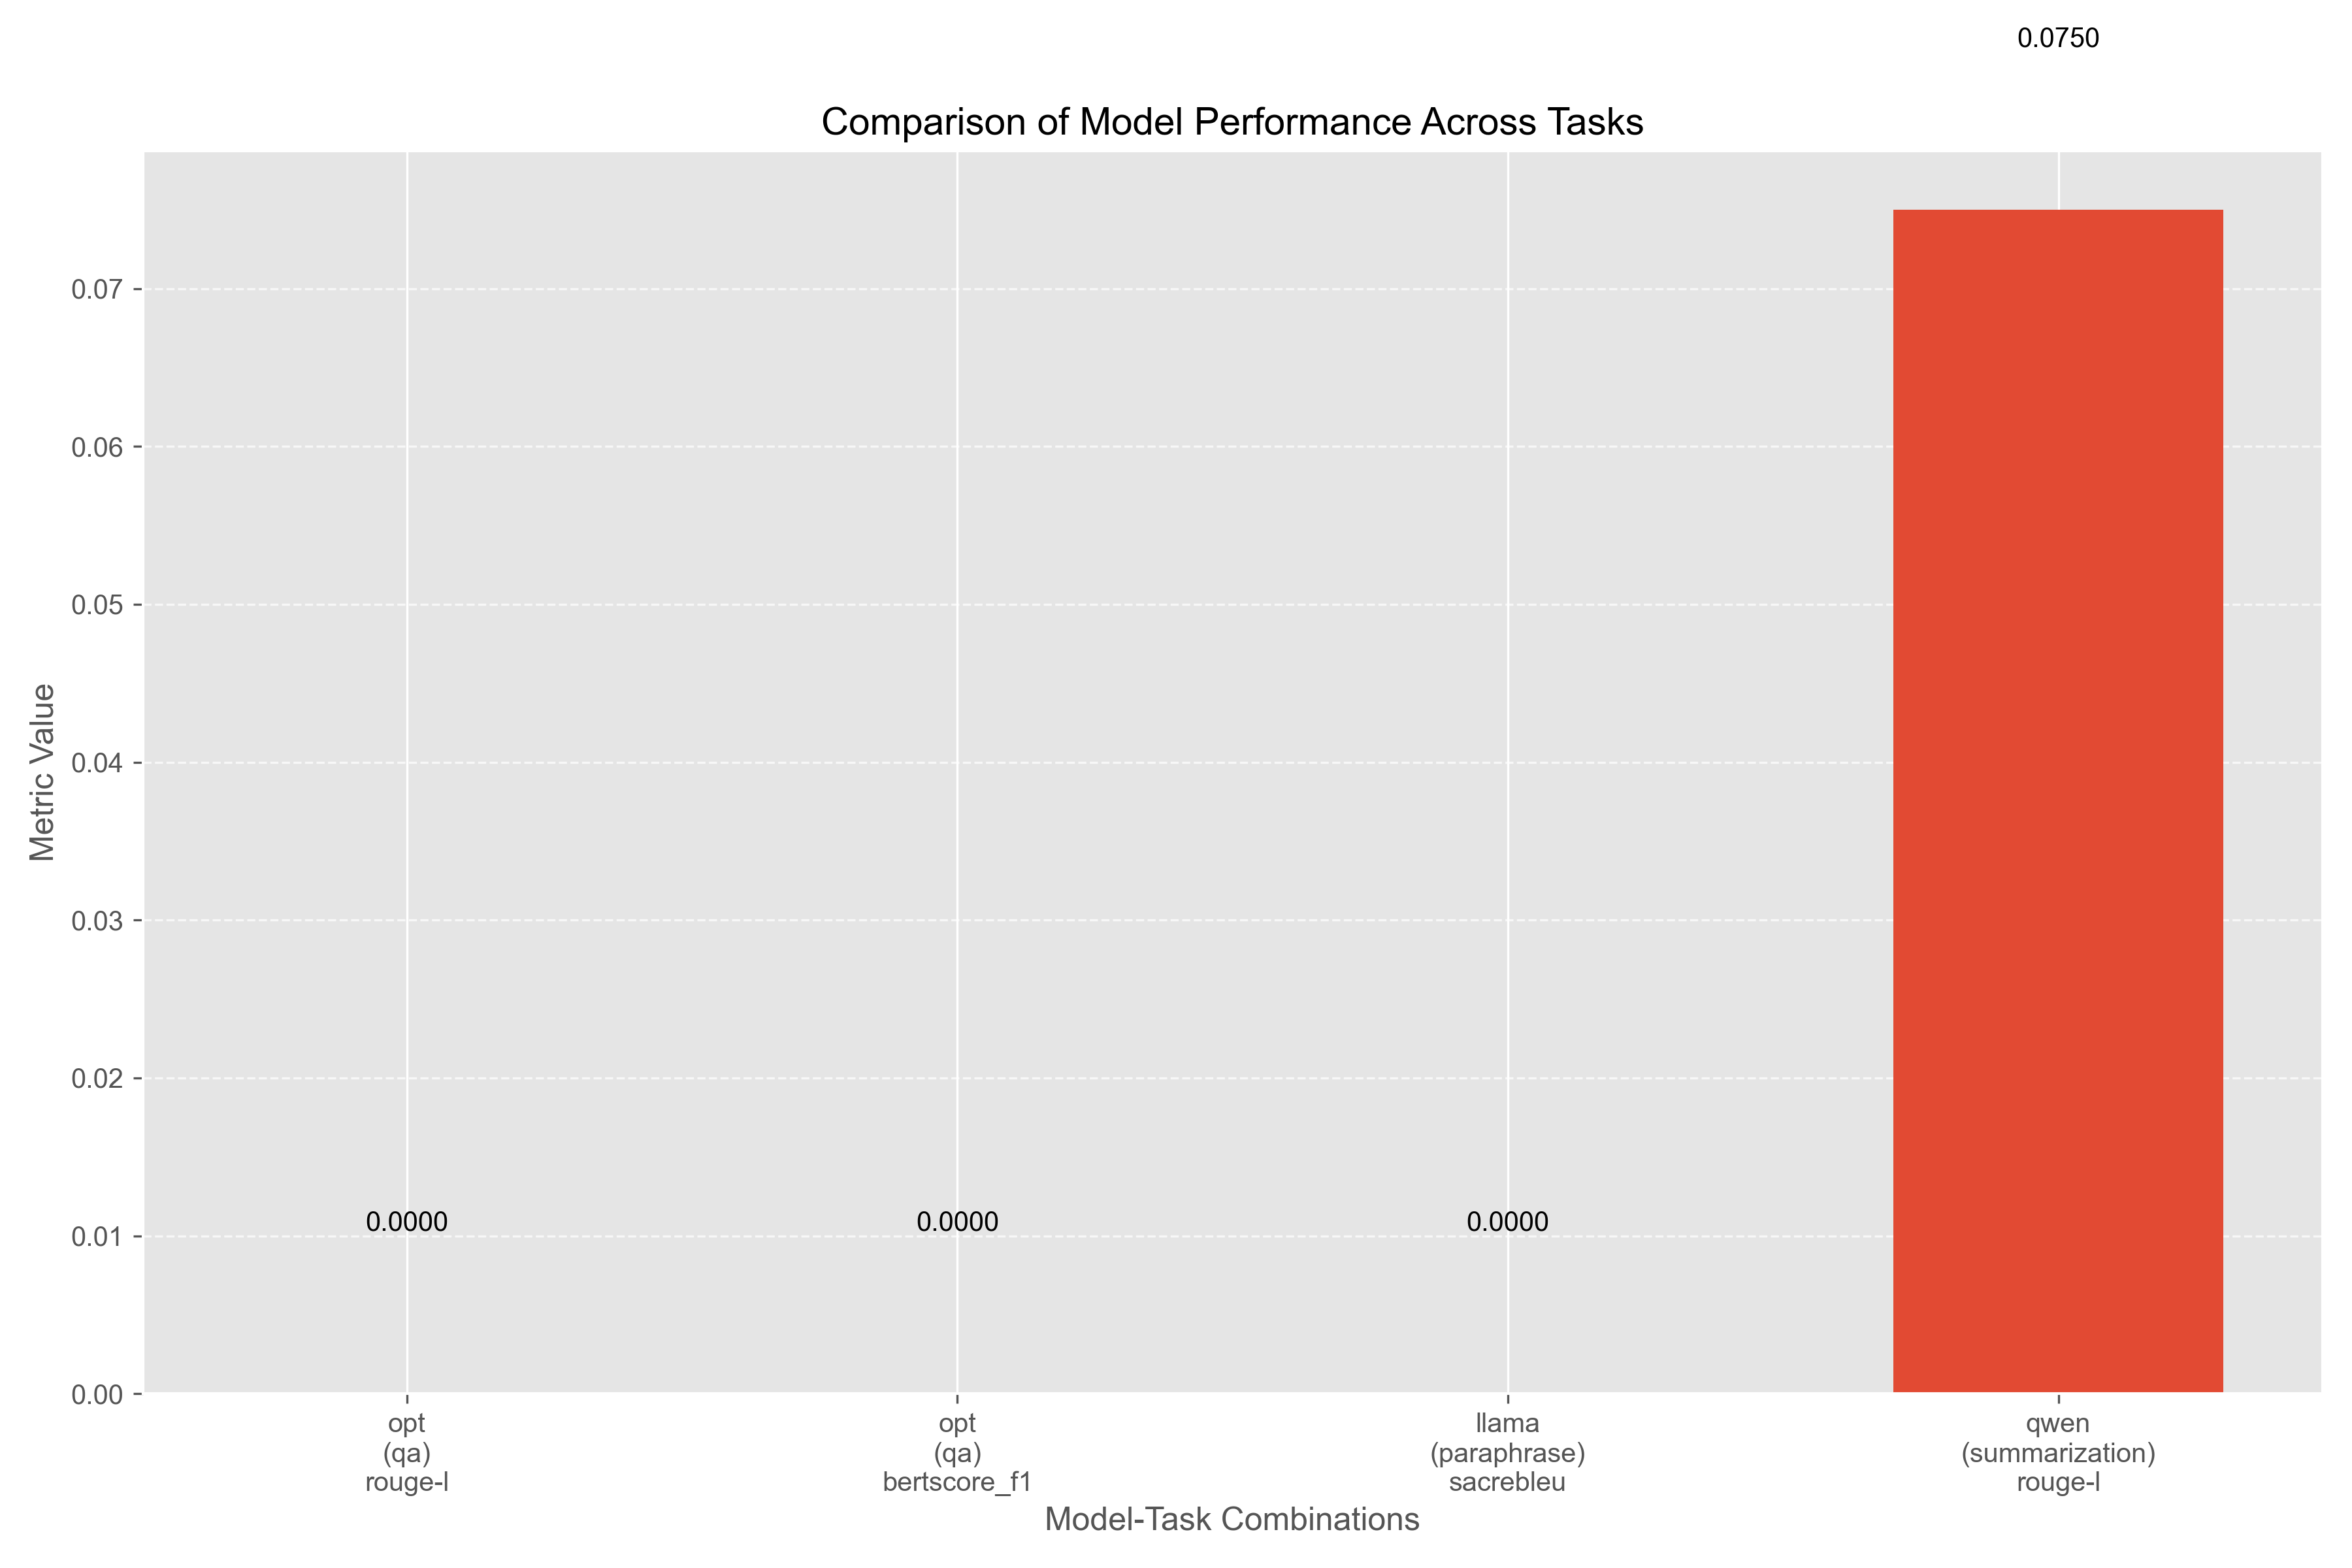 0.0750
Comparison of Model Performance Across Tasks
Metric Value
0.07
0.06
0.05
0.04
0.03
0.02
0.01
0.00
0.0000
0.0000
0.0000
opt
(qa)
rouge-l
opt
(qa)
bertscore_f1
llama
(paraphrase)
sacrebleu
qwen
(summarization)
rouge-l
Model-Task Combinations